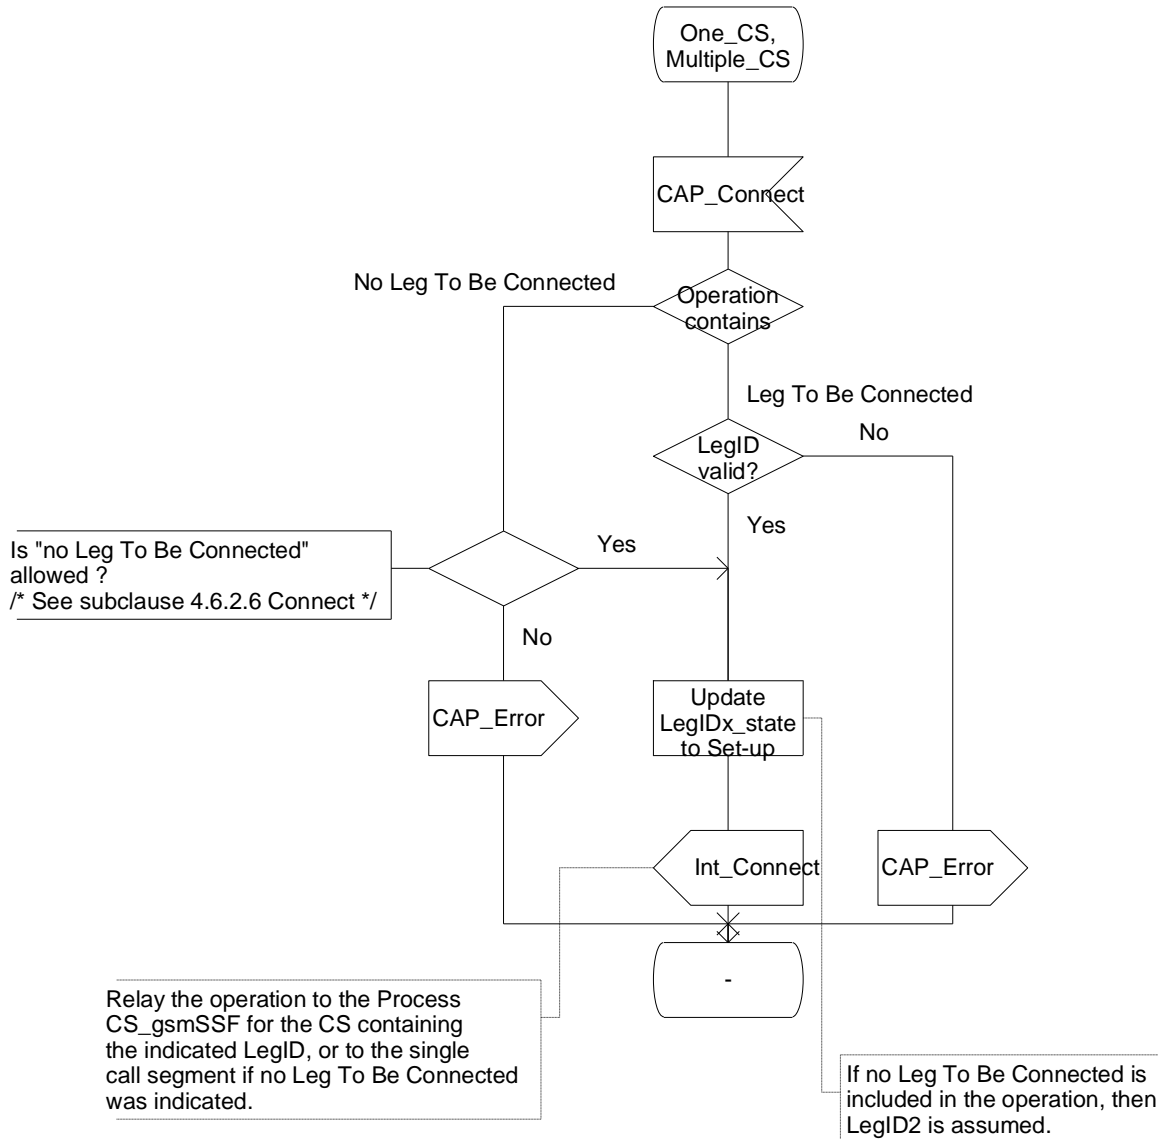 One_CS,
Multiple_CS
CAP_Connect
No Leg To Be Connected
Operation
contains
Leg To Be Connected
LegID
valid?
No
Yes
Is "no Leg To Be Connected"
allowed ?
/* See subclause 4.6.2.6 Connect */
Yes
No
CAP_Error
Update
LegIDx_state
to Set-up
Int_Connect
CAP_Error
-
Relay the operation to the Process
CS_gsmSSF for the CS containing
the indicated LegID, or to the single
call segment if no Leg To Be Connected
was indicated.
If no Leg To Be Connected is
included in the operation, then
LegID2 is assumed.